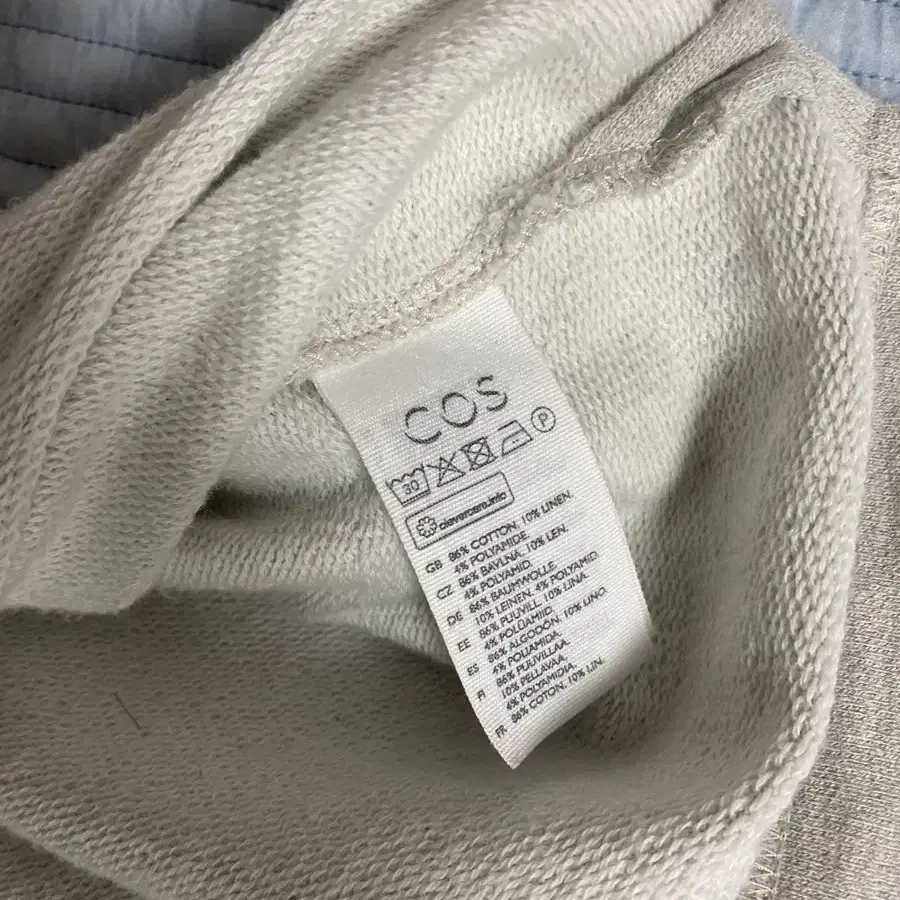 COS
30 P
clevercare.info
GB 86% COTTON. 10% LINEN.
4% POLYAMIDE.
CZ 86% BAVLNA. 10% LEN.
4% POLYAMID.
DE 86% BAUMWOLLE
10% LEINEN. 4% POLYAMID.
EE 86% PUUVILL. 10% LINA.
4% POLÜAMIID.
ES 86% ALGODÓN. 10% LINO.
4% POLIAMIDA.
FI 86% PUUVILLAA.
10% PELLAVAA.
4% POLYAMIDIA.
FR 86% COTON. 10% LIN.